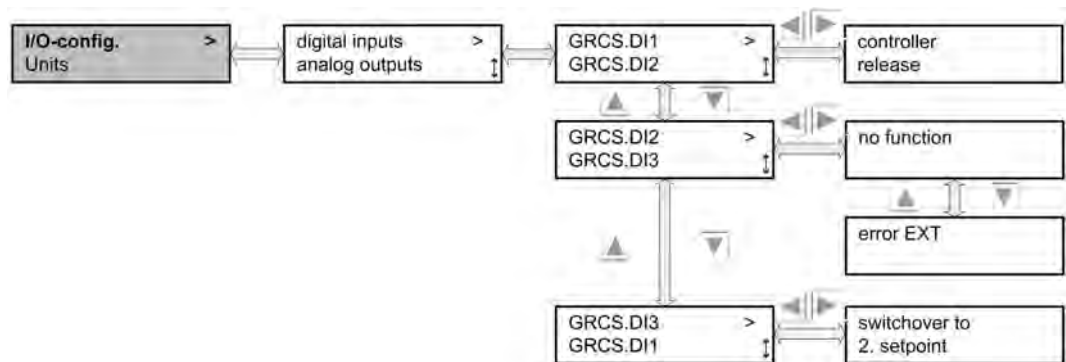 I/O-config. >
Units
digital inputs >
analog outputs
GRCS.DI1 >
GRCS.DI2
controller
release
GRCS.DI2 >
GRCS.DI3
no function
error EXT
GRCS.DI3 >
GRCS.DI1
switchover to
2. setpoint